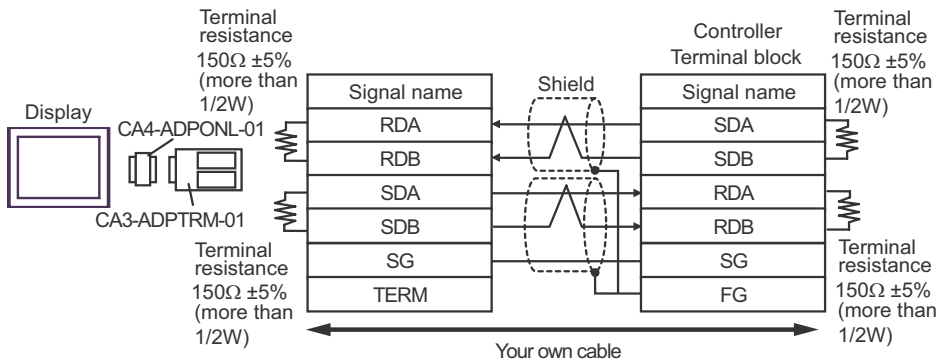 Terminal
resistance
150Ω ±5%
(more than
1/2W)
Display
CA4-ADPONL-01
CA3-ADPTRM-01
Terminal
resistance
150Ω ±5%
(more than
1/2W)
Signal name
RDA
RDB
SDA
SDB
SG
TERM
Shield
Controller
Terminal block
Signal name
SDA
SDB
RDA
RDB
SG
FG
Terminal
resistance
150Ω ±5%
(more than
1/2W)
Terminal
resistance
150Ω ±5%
(more than
1/2W)
Your own cable